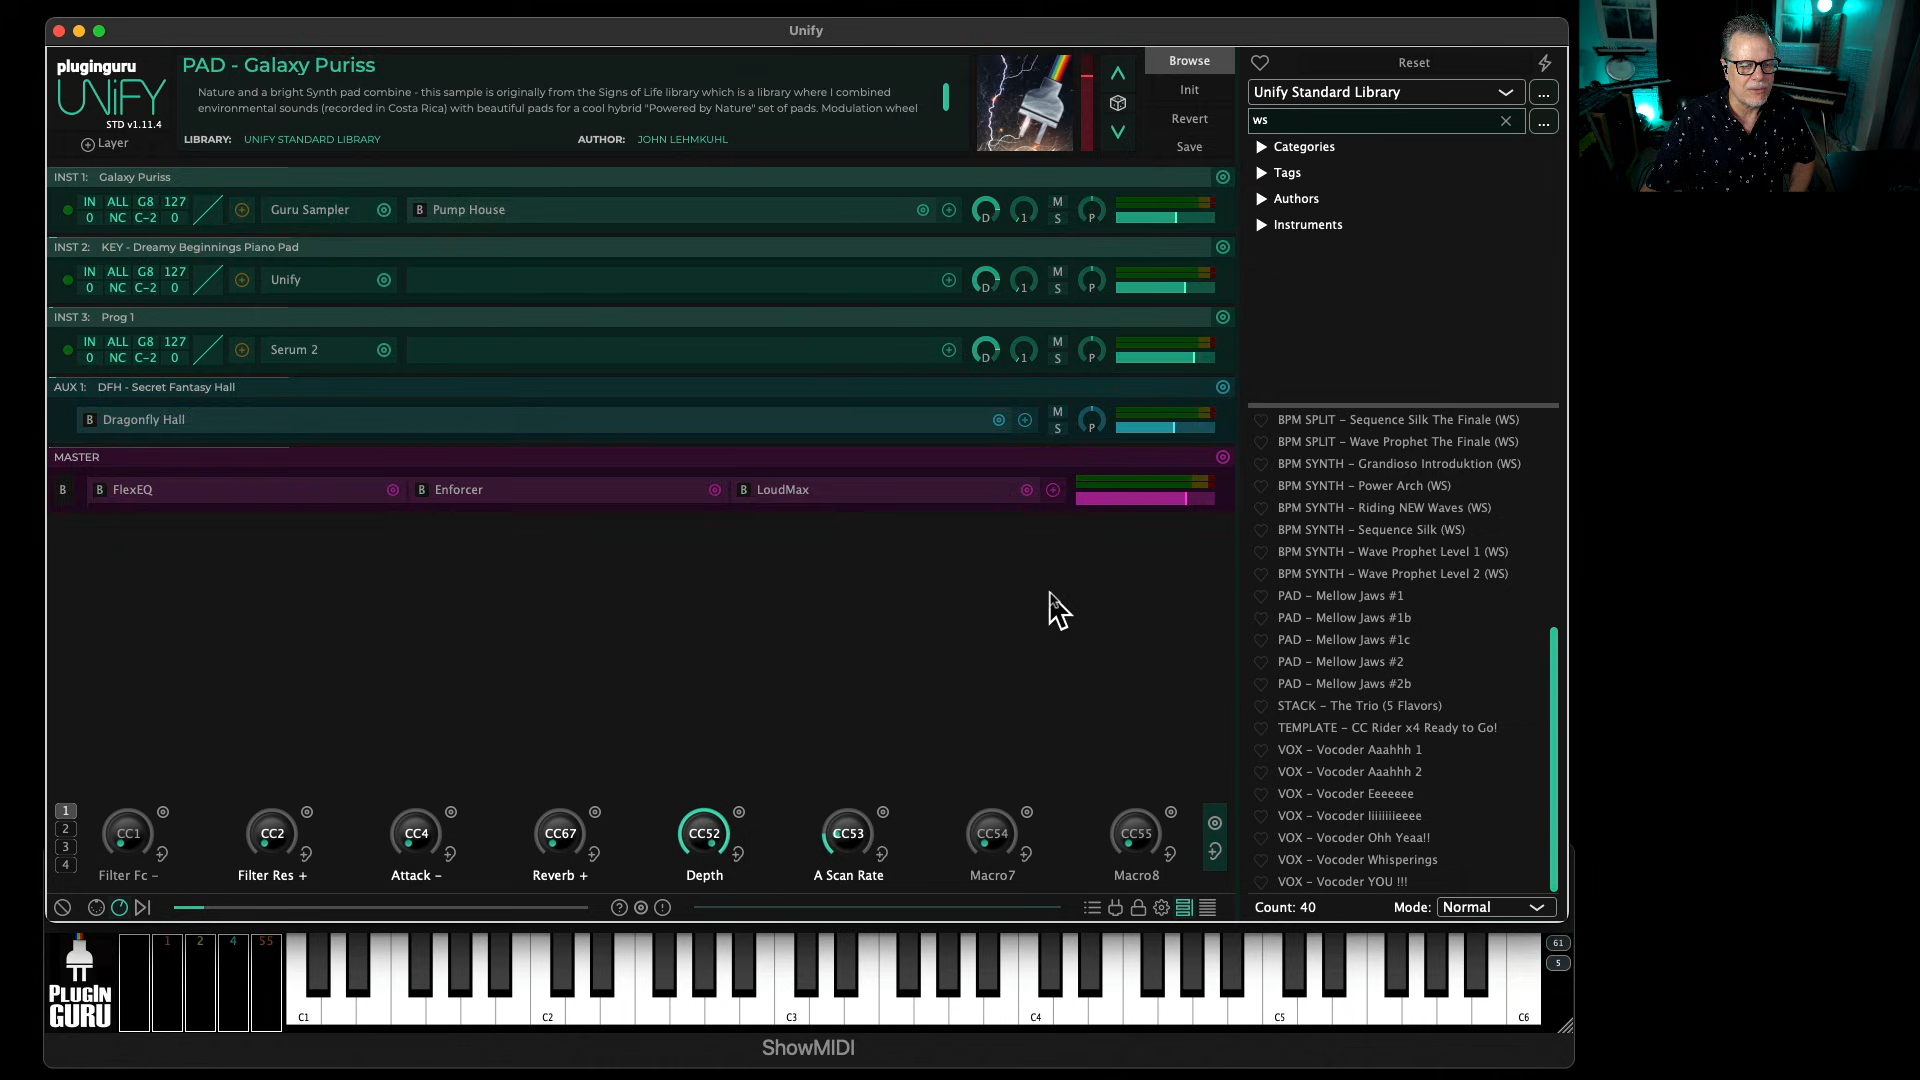 Unify
pluginguru
UNiFY
STD v1.11.4
Layer
PAD - Galaxy Puriss
Nature and a bright Synth pad combine - this sample is originally from the Signs of Life library which is a library where I combined
environmental sounds (recorded in Costa Rica) with beautiful pads for a cool hybrid "Powered by Nature" set of pads. Modulation wheel
LIBRARY: UNIFY STANDARD LIBRARY AUTHOR: JOHN LEHMKUHL
Browse
Init
Revert
Save
Reset
Unify Standard Library ...
ws ...
Categories
Tags
Authors
Instruments
INST 1: Galaxy Puriss
IN ALL G8 127
0 NC C-2 0
Guru Sampler
B Pump House
D 1 M S P
INST 2: KEY - Dreamy Beginnings Piano Pad
IN ALL G8 127
0 NC C-2 0
Unify
D 1 M S P
INST 3: Prog 1
IN ALL G8 127
0 NC C-2 0
Serum 2
D 1 M S P
AUX 1: DFH - Secret Fantasy Hall
B Dragonfly Hall
M S P
MASTER
B B FlexEQ B Enforcer B LoudMax
BPM SPLIT - Sequence Silk The Finale (WS)
BPM SPLIT - Wave Prophet The Finale (WS)
BPM SYNTH - Grandioso Introduktion (WS)
BPM SYNTH - Power Arch (WS)
BPM SYNTH - Riding NEW Waves (WS)
BPM SYNTH - Sequence Silk (WS)
BPM SYNTH - Wave Prophet Level 1 (WS)
BPM SYNTH - Wave Prophet Level 2 (WS)
PAD - Mellow Jaws #1
PAD - Mellow Jaws #1b
PAD - Mellow Jaws #1c
PAD - Mellow Jaws #2
PAD - Mellow Jaws #2b
STACK - The Trio (5 Flavors)
TEMPLATE - CC Rider x4 Ready to Go!
VOX - Vocoder Aaahhh 1
VOX - Vocoder Aaahhh 2
VOX - Vocoder Eeeeeee
VOX - Vocoder Iiiiiiiieeee
VOX - Vocoder Ohh Yeaa!!
VOX - Vocoder Whisperings
VOX - Vocoder YOU !!!
Count: 40 Mode: Normal
1
2
3
4
CC1 CC2 CC4 CC67 CC52 CC53 CC54 CC55
Filter Fc - Filter Res + Attack - Reverb + Depth A Scan Rate Macro7 Macro8
PLUGIN
GURU
1 2 4 55
C1 C2 C3 C4 C5 C6
61
5
ShowMIDI